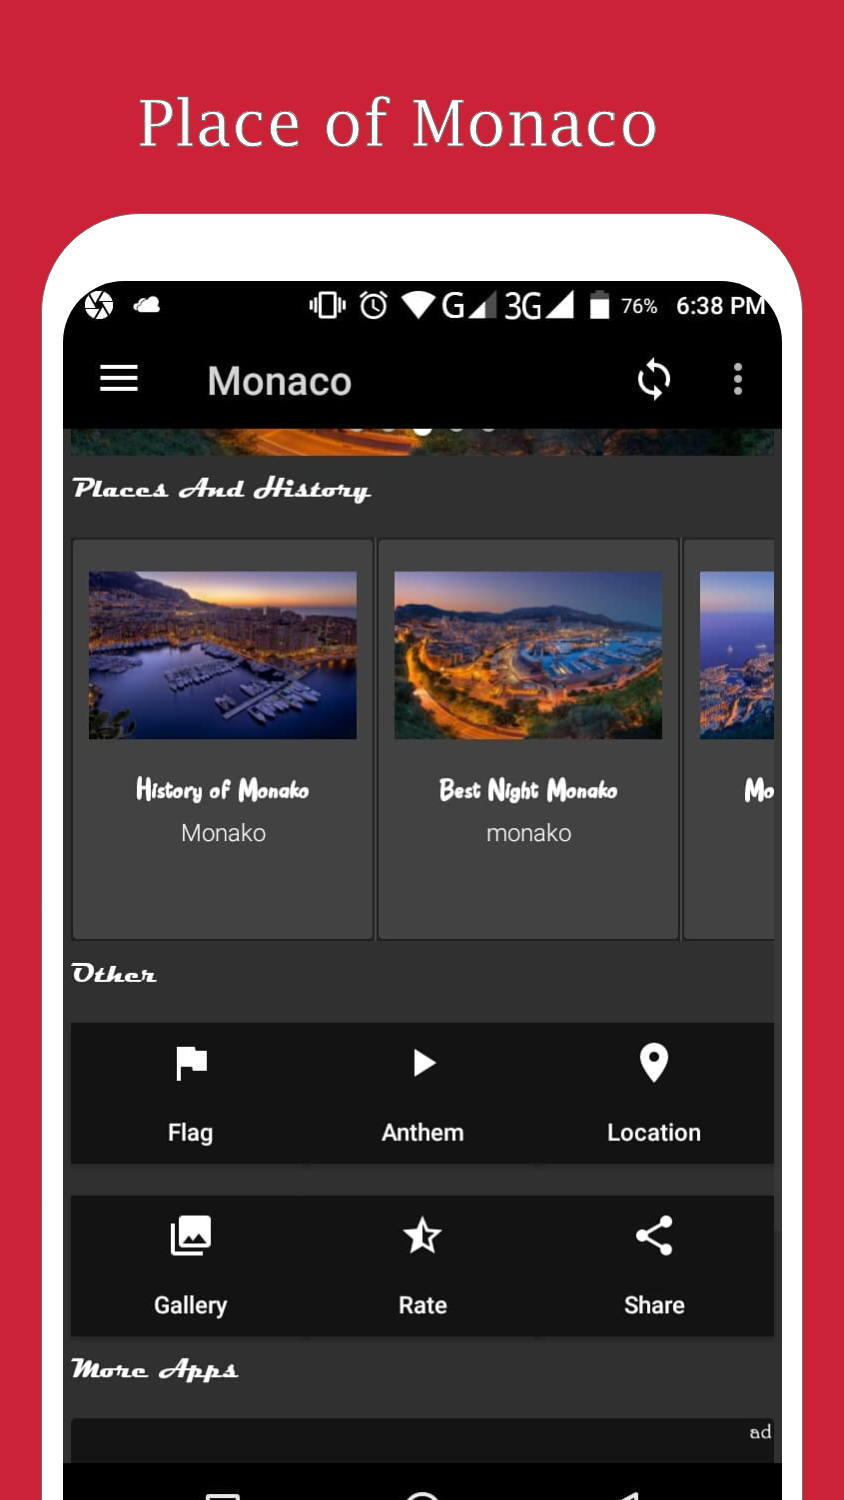 Place of Monaco
G 3G 76% 6:38 PM
Monaco
Places And History
History of Monako
Best Night Monako
Mo
Monako
monako
Other
Flag
Anthem
Location
Gallery
Rate
Share
More Apps
ad